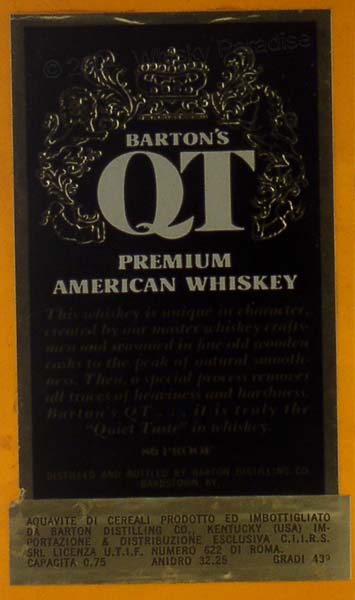 Whisky Paradise
BARTON'S
QT
PREMIUM
AMERICAN WHISKEY
This whiskey is unique in character,
created by our master whiskey crafts-
men and seasoned in fine old wooden
casks to the peak of natural smooth-
ness. Then, a special process removes
all traces of heaviness and harshness.
Barton's QT . . . it is truly the
"Quiet Taste" in whiskey.
86 PROOF
DISTILLED AND BOTTLED BY BARTON DISTILLING CO.
BARDSTOWN, KY.
AQUAVITE DI CEREALI PRODOTTO ED IMBOTTIGLIATO
DA BARTON DISTILLING CO., KENTUCKY (USA) IM-
PORTAZIONE & DISTRIBUZIONE ESCLUSIVA C.I.I.R.S.
SRL LICENZA U.T.I.F. NUMERO 622 DI ROMA.
CAPACITA 0.75 ANIDRO 32.25 GRADI 43º